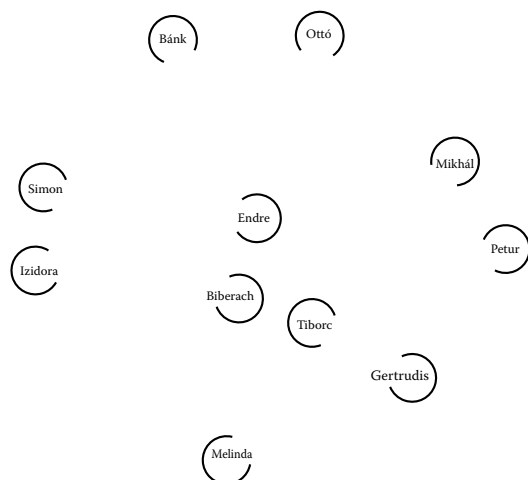 Bánk
Ottó
Mikhál
Simon
Endre
Petur
Izidora
Biberach
Tiborc
Gertrudis
Melinda